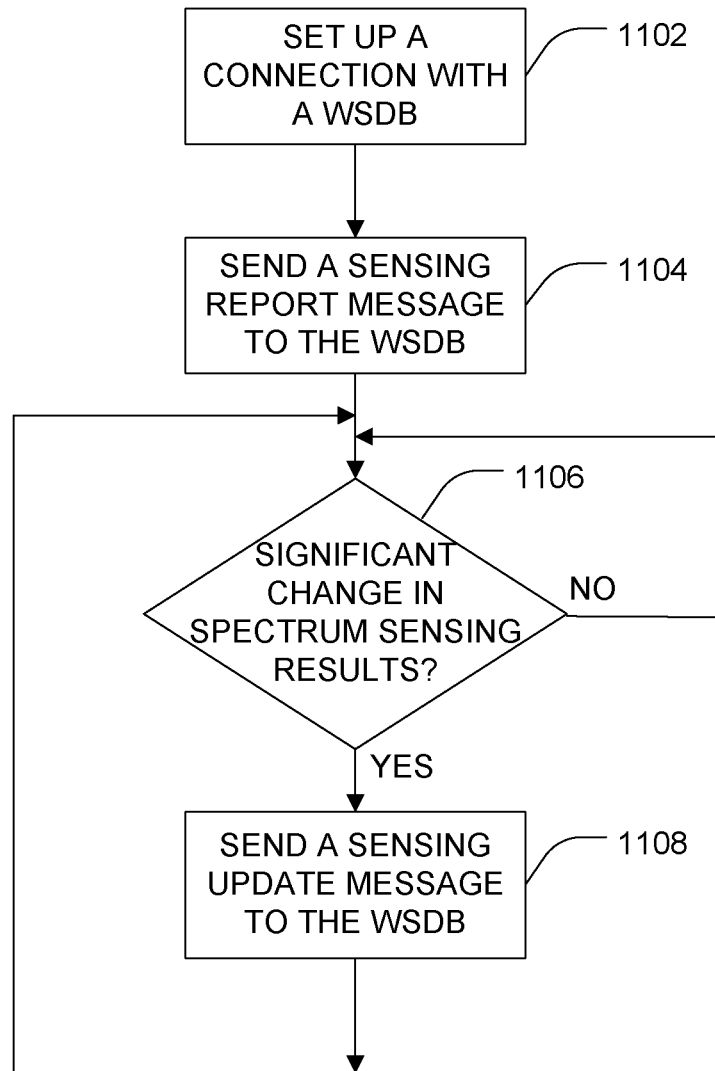 SET UP A
CONNECTION WITH
A WSDB
1102
SEND A SENSING
REPORT MESSAGE
TO THE WSDB
1104
1106
SIGNIFICANT
CHANGE IN
SPECTRUM SENSING
RESULTS?
NO
YES
SEND A SENSING
UPDATE MESSAGE
TO THE WSDB
1108